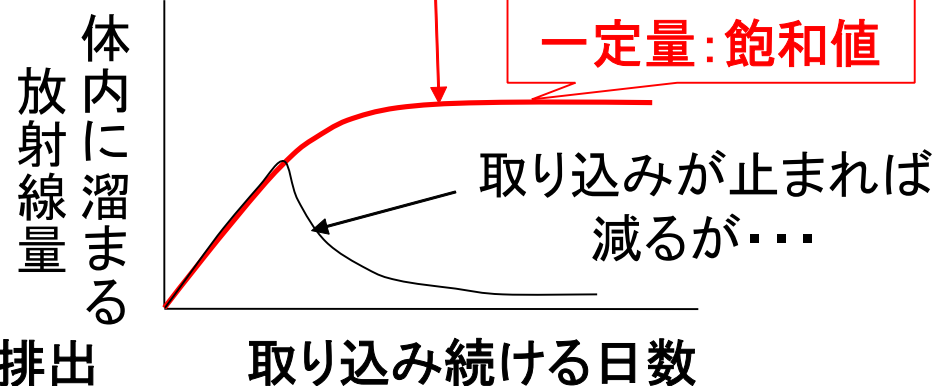 体内に溜まる
放射線量
一定量：飽和値
取り込みが止まれば
減るが・・・
排出
取り込み続ける日数